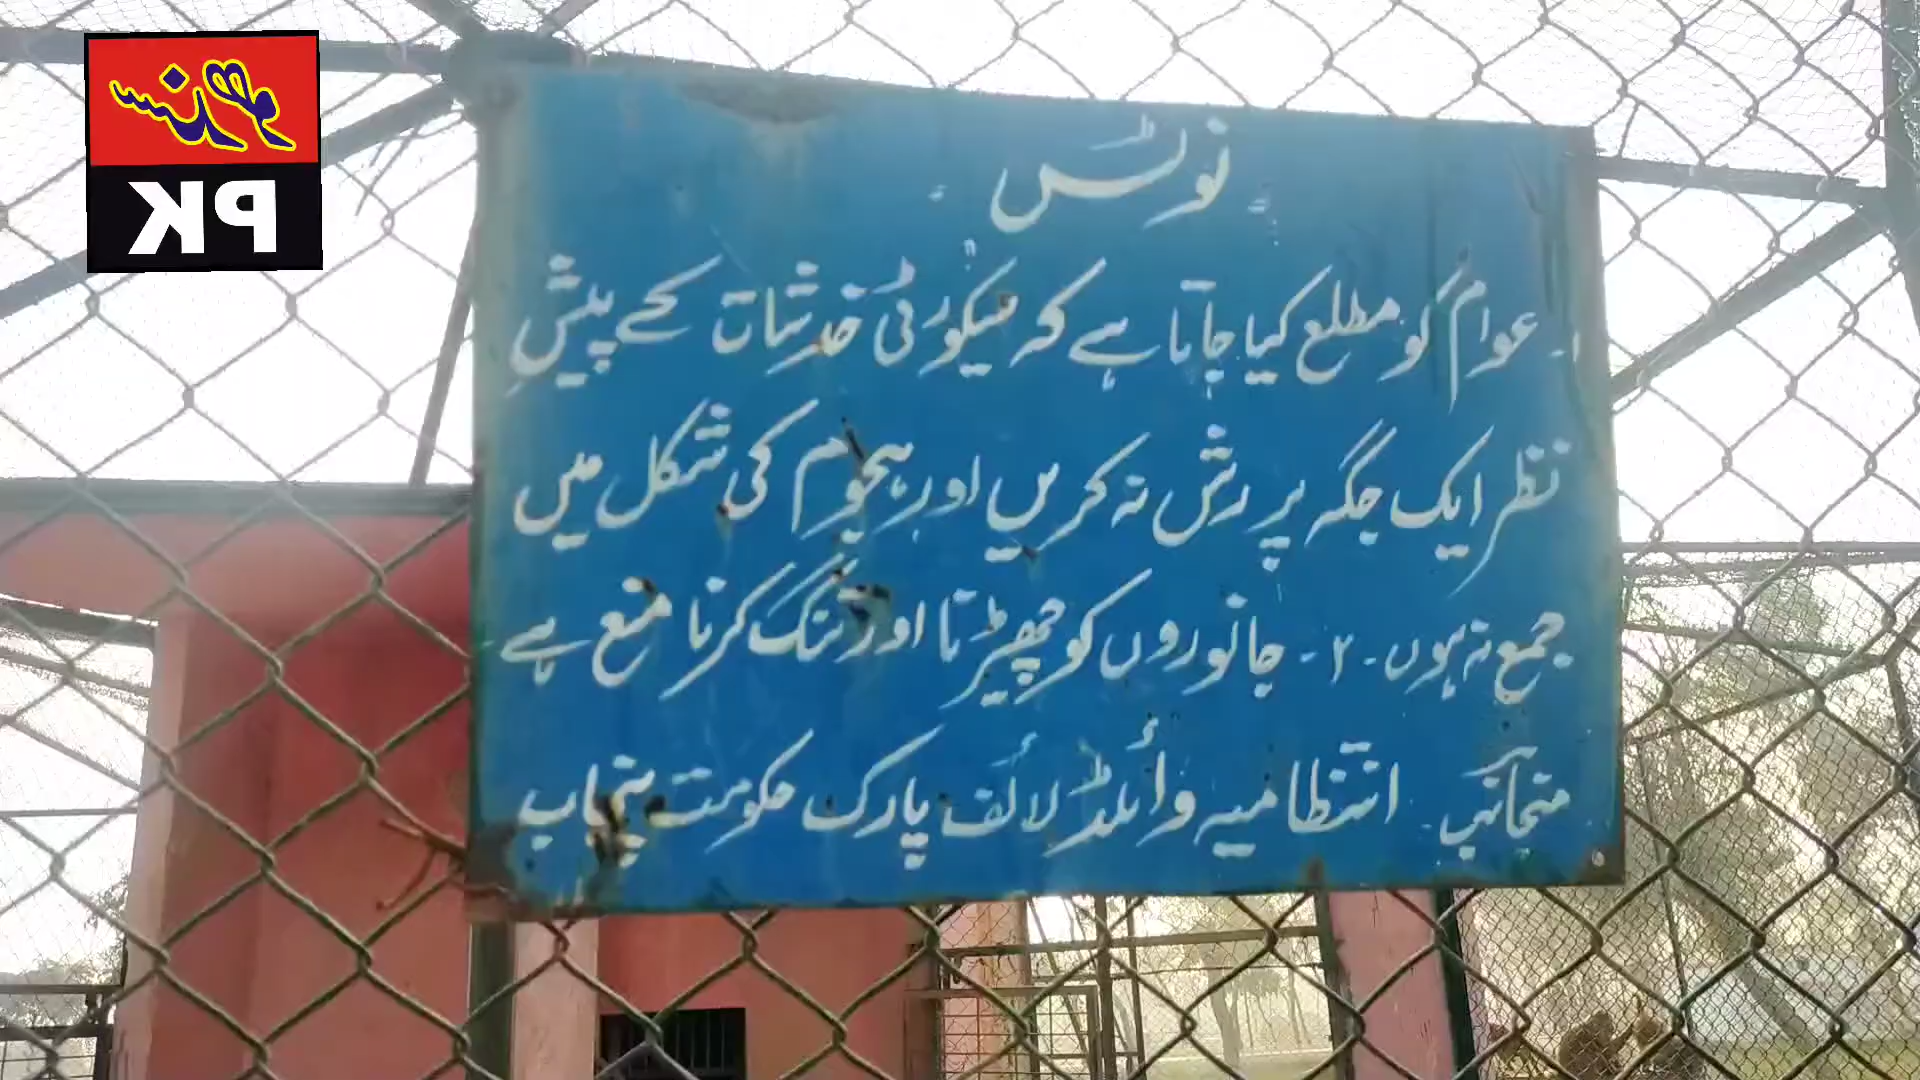 نوٹس
۱۔ عوام کو مطلع کیا جاتا ہے کہ سیکورٹی خدشات کے پیش
نظر ایک جگہ پر رش نہ کریں اور ہجوم کی شکل میں
جمع نہ ہوں۔ ۲۔ جانوروں کو چھیڑنا اور تنگ کرنا منع ہے
منجانب۔ انتظامیہ وائلڈ لائف پارک حکومت پنجاب
PK